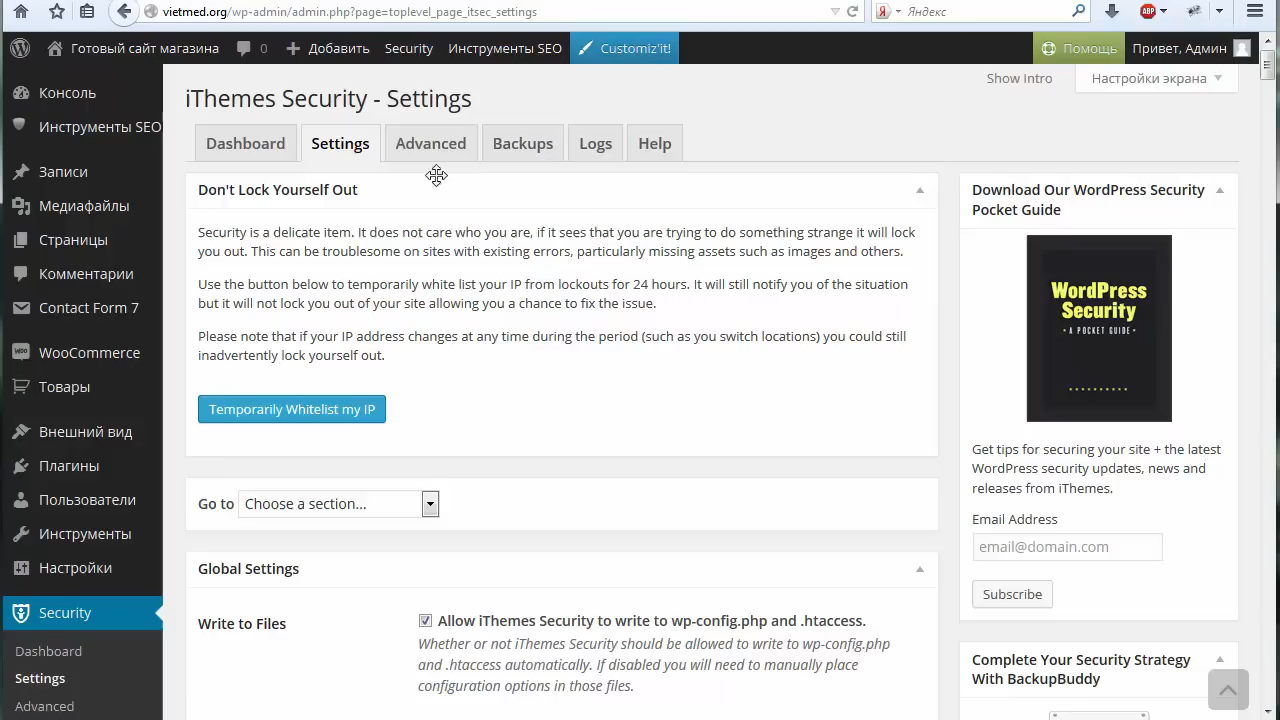 vietmed.org/wp-admin/admin.php?page=toplevel_page_itsec_settings
Яндекс
ABP
Готовый сайт магазина
0
Добавить
Security
Инструменты SEO
Customiz'it!
Помощь
Привет, Админ
Консоль
Инструменты SEO
Записи
Медиафайлы
Страницы
Комментарии
Contact Form 7
WooCommerce
Товары
Внешний вид
Плагины
Пользователи
Инструменты
Настройки
Security
Dashboard
Settings
Advanced
Show Intro
Настройки экрана
iThemes Security - Settings
Dashboard
Settings
Advanced
Backups
Logs
Help
Don't Lock Yourself Out
Security is a delicate item. It does not care who you are, if it sees that you are trying to do something strange it will lock
you out. This can be troublesome on sites with existing errors, particularly missing assets such as images and others.
Use the button below to temporarily white list your IP from lockouts for 24 hours. It will still notify you of the situation
but it will not lock you out of your site allowing you a chance to fix the issue.
Please note that if your IP address changes at any time during the period (such as you switch locations) you could still
inadvertently lock yourself out.
Temporarily Whitelist my IP
Go to
Choose a section...
Global Settings
Write to Files
Allow iThemes Security to write to wp-config.php and .htaccess.
Whether or not iThemes Security should be allowed to write to wp-config.php
and .htaccess automatically. If disabled you will need to manually place
configuration options in those files.
Download Our WordPress Security
Pocket Guide
WordPress
Security
• A POCKET GUIDE •
Get tips for securing your site + the latest
WordPress security updates, news and
releases from iThemes.
Email Address
email@domain.com
Subscribe
Complete Your Security Strategy
With BackupBuddy